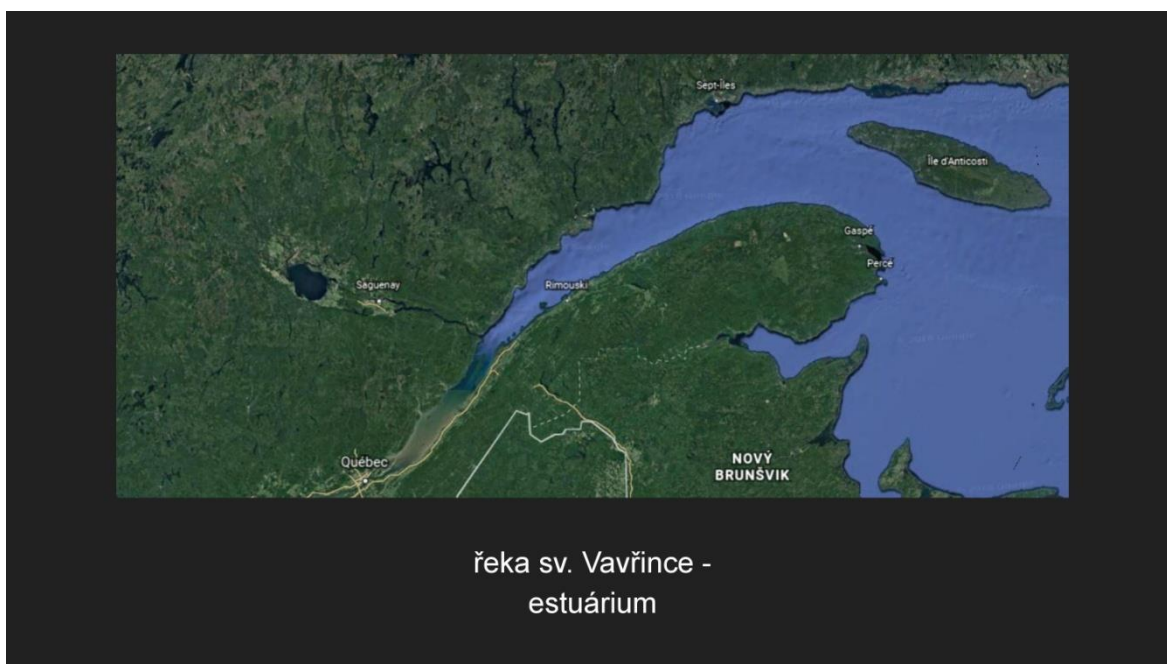 Sept-Îles
Île d'Anticosti
Gaspé
Percé
Saguenay
Rimouski
Québec
NOVÝ
BRUNŠVIK
řeka sv. Vavřince -
estuárium